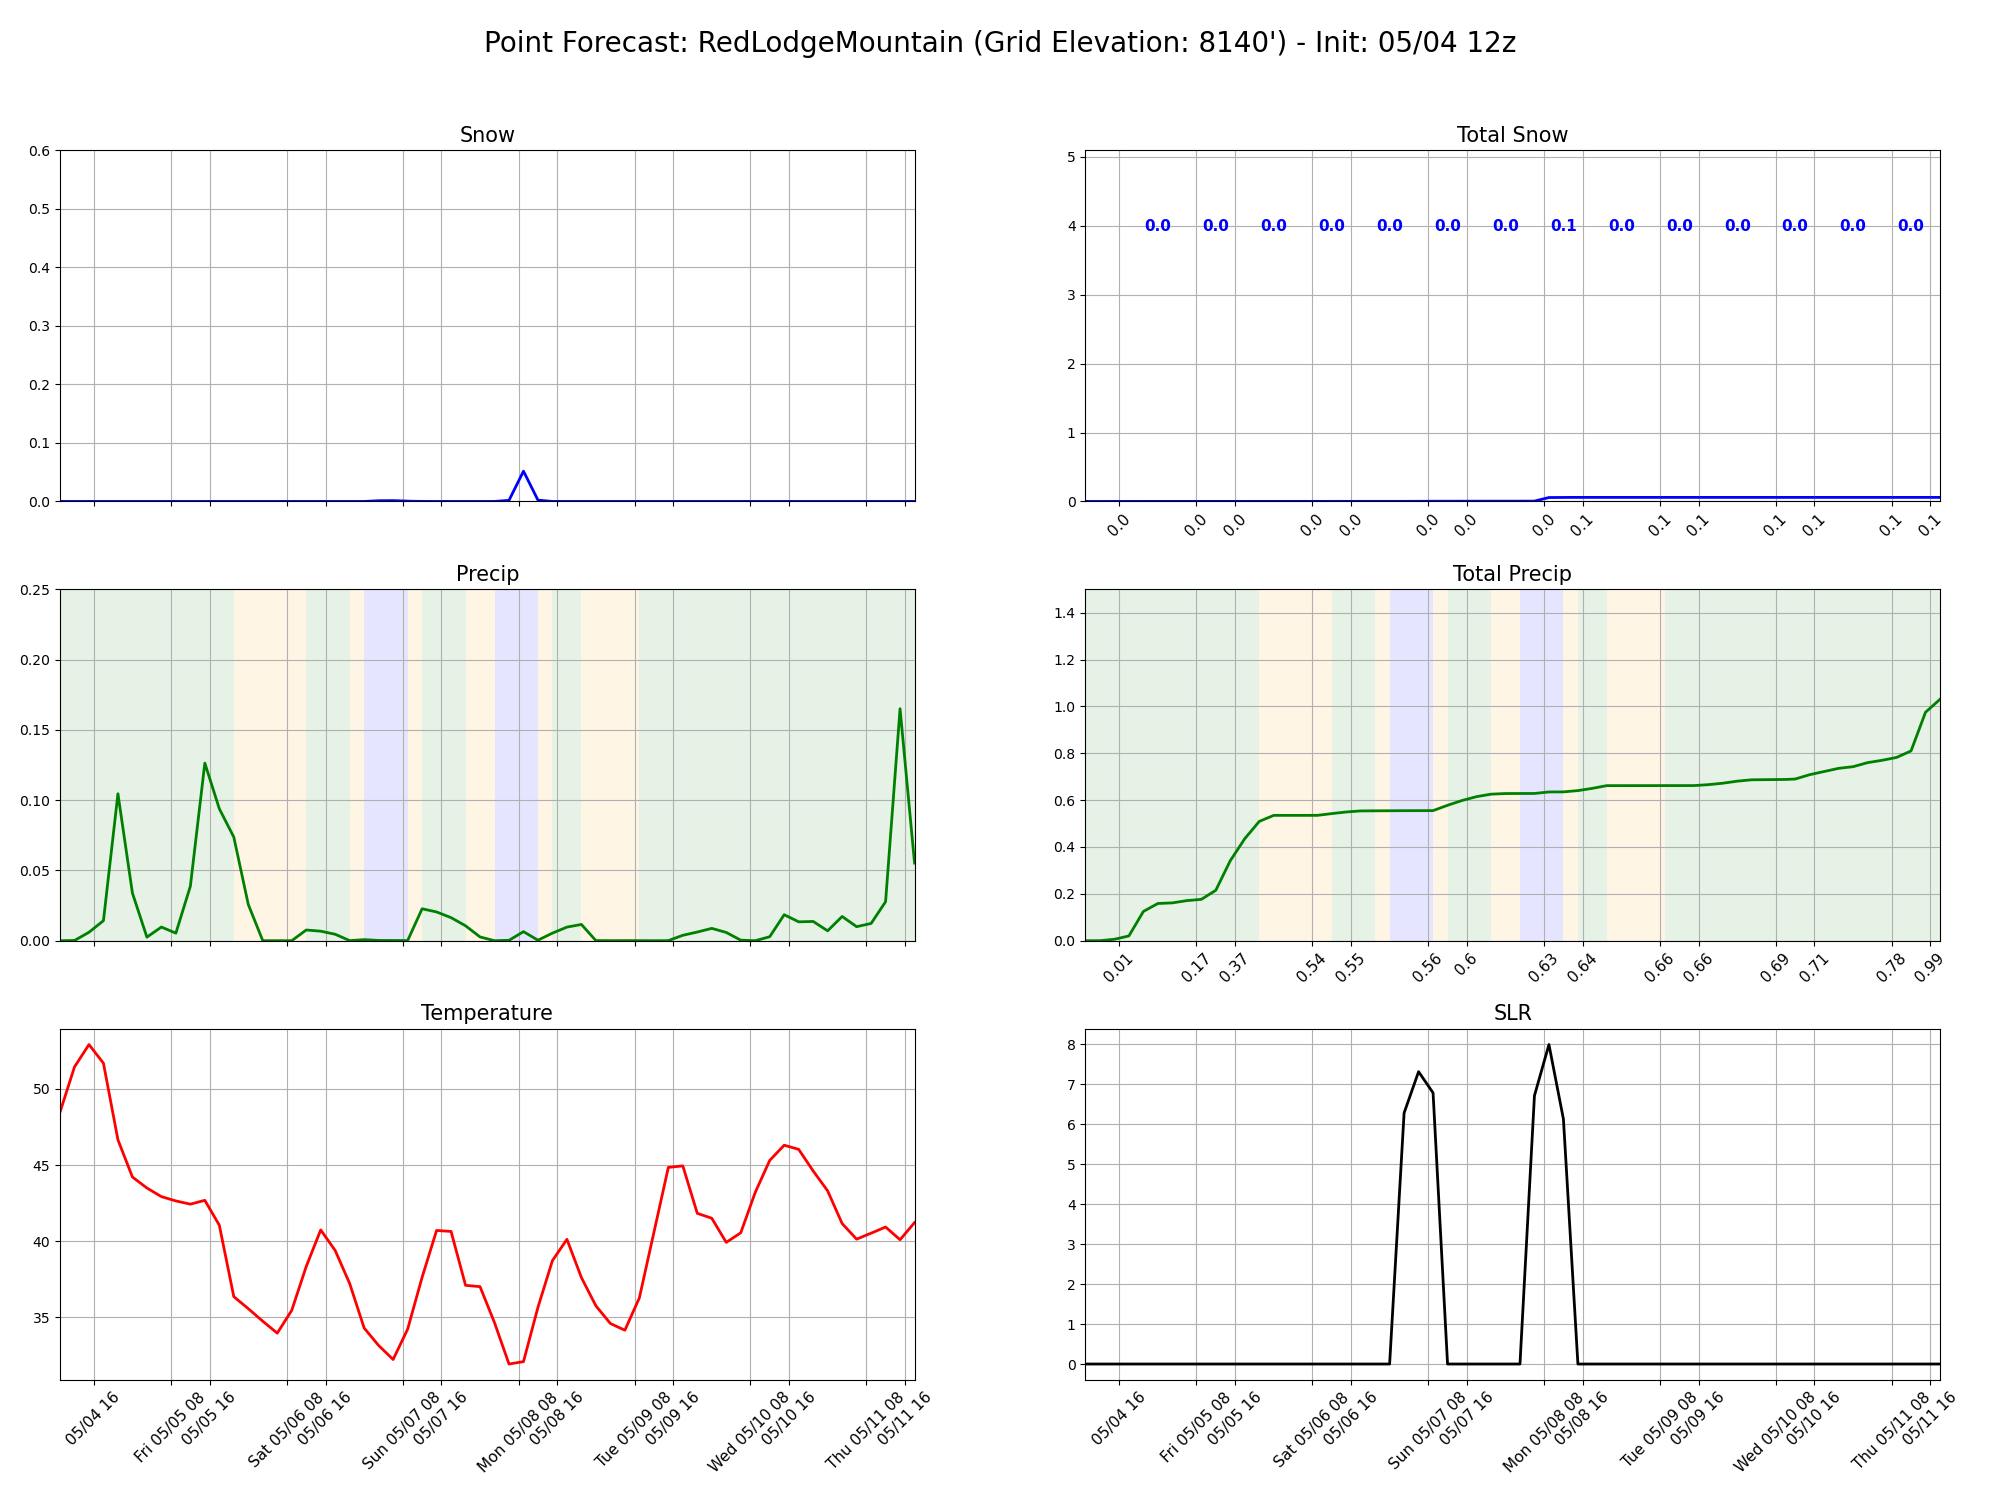 Point Forecast: RedLodgeMountain (Grid Elevation: 8140') - Init: 05/04 12z
Snow
0.6
0.5
0.4
0.3
0.2
0.1
0.0
Total Snow
5
4
3
2
1
0
0.0 0.0 0.0 0.0 0.0 0.0 0.0 0.1 0.0 0.0 0.0 0.0 0.0 0.0
0.0 0.0 0.0 0.0 0.0 0.0 0.0 0.0 0.1 0.1 0.1 0.1 0.1 0.1 0.1
Precip
0.25
0.20
0.15
0.10
0.05
0.00
Total Precip
1.4
1.2
1.0
0.8
0.6
0.4
0.2
0.0
0.01 0.17 0.37 0.54 0.55 0.56 0.6 0.63 0.64 0.66 0.66 0.69 0.71 0.78 0.99
Temperature
50
45
40
35
05/04 16
Fri 05/05 08
05/05 16
Sat 05/06 08
05/06 16
Sun 05/07 08
05/07 16
Mon 05/08 08
05/08 16
Tue 05/09 08
05/09 16
Wed 05/10 08
05/10 16
Thu 05/11 08
05/11 16
SLR
8
7
6
5
4
3
2
1
0
05/04 16
Fri 05/05 08
05/05 16
Sat 05/06 08
05/06 16
Sun 05/07 08
05/07 16
Mon 05/08 08
05/08 16
Tue 05/09 08
05/09 16
Wed 05/10 08
05/10 16
Thu 05/11 08
05/11 16